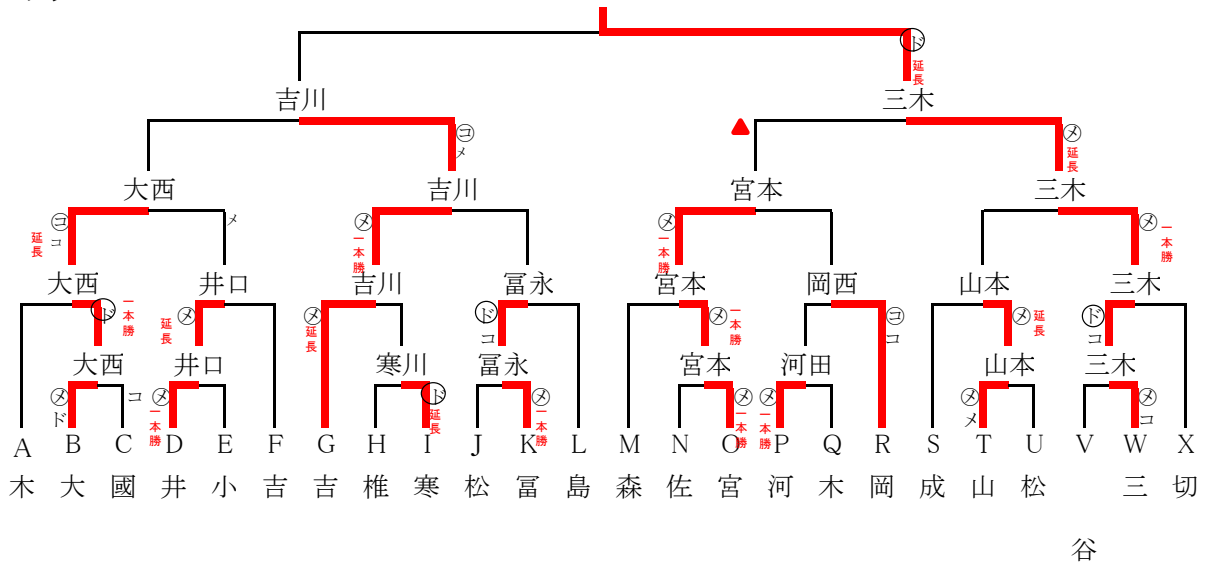 ド
延長
吉川 三木
コ メ
メ 延長
大西 吉川 宮本 三木
コ コ 延長
メ
メ 一本勝
メ 一本勝
メ 一本勝
大西 井口 吉川 冨永 宮本 岡西 山本 三木
ド 一本勝
メ 延長
メ 延長
ド コ
メ 一本勝
コ コ
メ 延長
ド コ
大西 井口 寒川 冨永 宮本 河田 山本 三木
メ ド
コ
メ 一本勝
ド 延長
メ 一本勝
メ 一本勝
メ 一本勝
メ メ
メ コ
A B C D E F G H I J K L M N O P Q R S T U V W X
木 大 國 井 小 吉 吉 椎 寒 松 冨 島 森 佐 宮 河 木 岡 成 山 松 三 切
谷